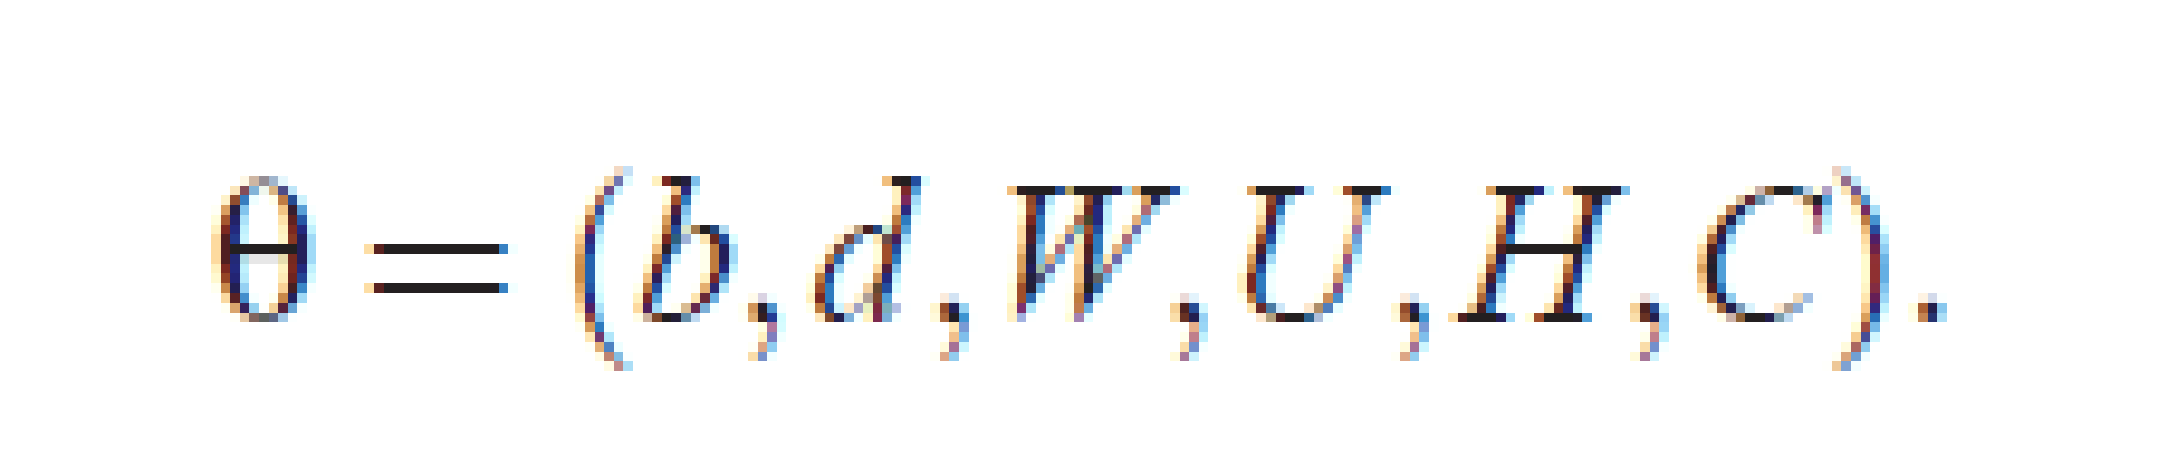 θ = (b,d,W,U,H,C).